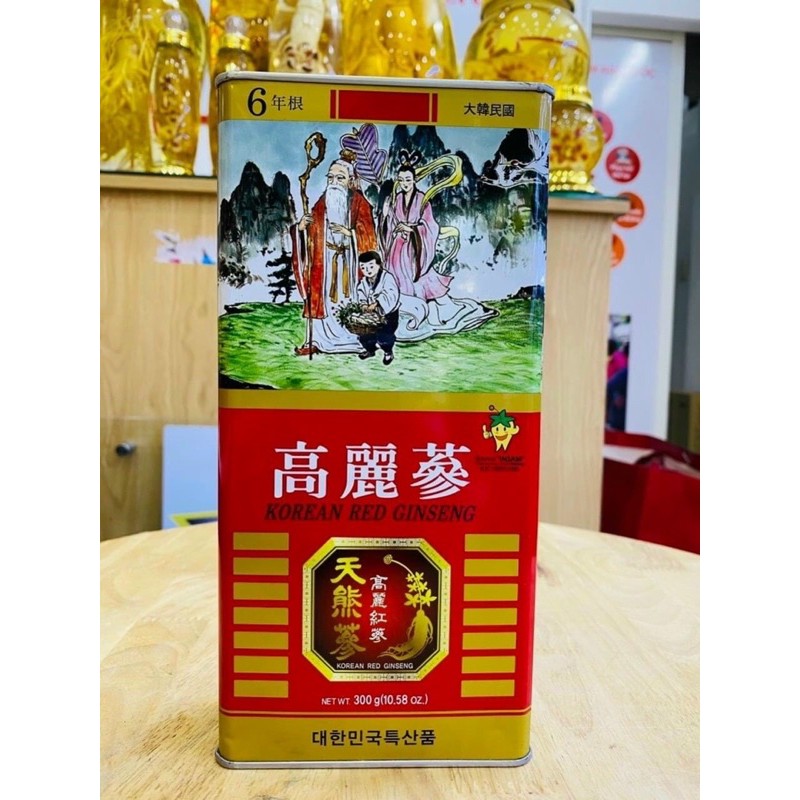 6年根
大韓民國
高麗蔘
KOREAN RED GINSENG
天熊蔘
高麗紅蔘
KOREAN RED GINSENG
NET WT. 300 g(10.58 OZ.)
대한민국특산품